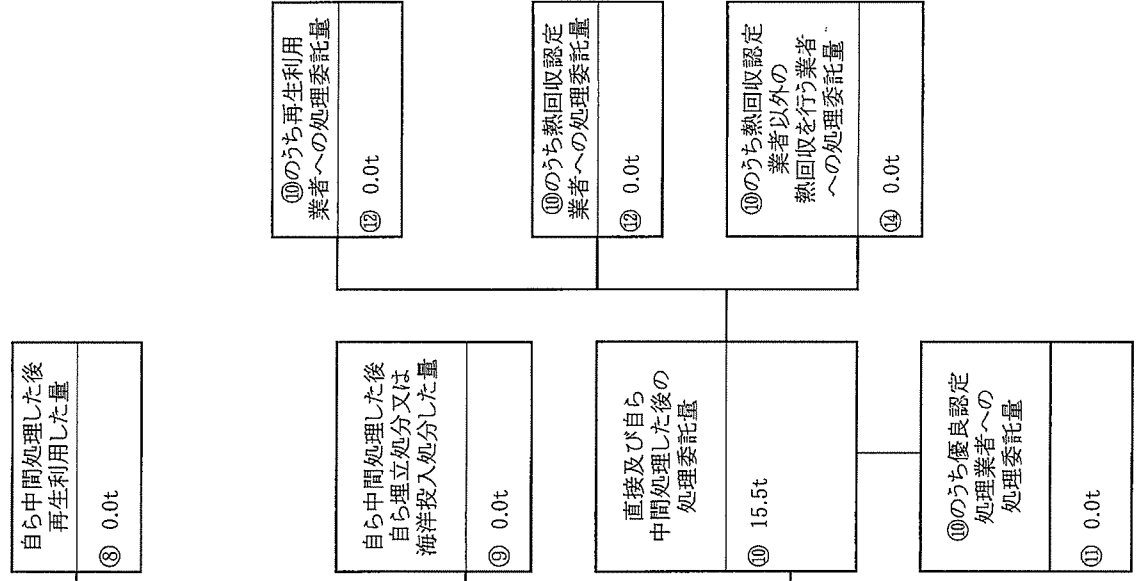 自ら中間処理した後
再生利用した量
⑧ 0.0t
自ら中間処理した後
自ら埋立処分又は
海洋投入処分した量
⑨ 0.0t
直接及び自ら
中間処理した後の
処理委託量
⑩ 15.5t
⑩のうち優良認定
処理業者への
処理委託量
⑪ 0.0t
⑩のうち再生利用
業者への処理委託量
⑫ 0.0t
⑩のうち熱回収認定
業者への処理委託量
⑫ 0.0t
⑩のうち熱回収認定
業者以外の
熱回収を行う業者
への処理委託量
⑭ 0.0t